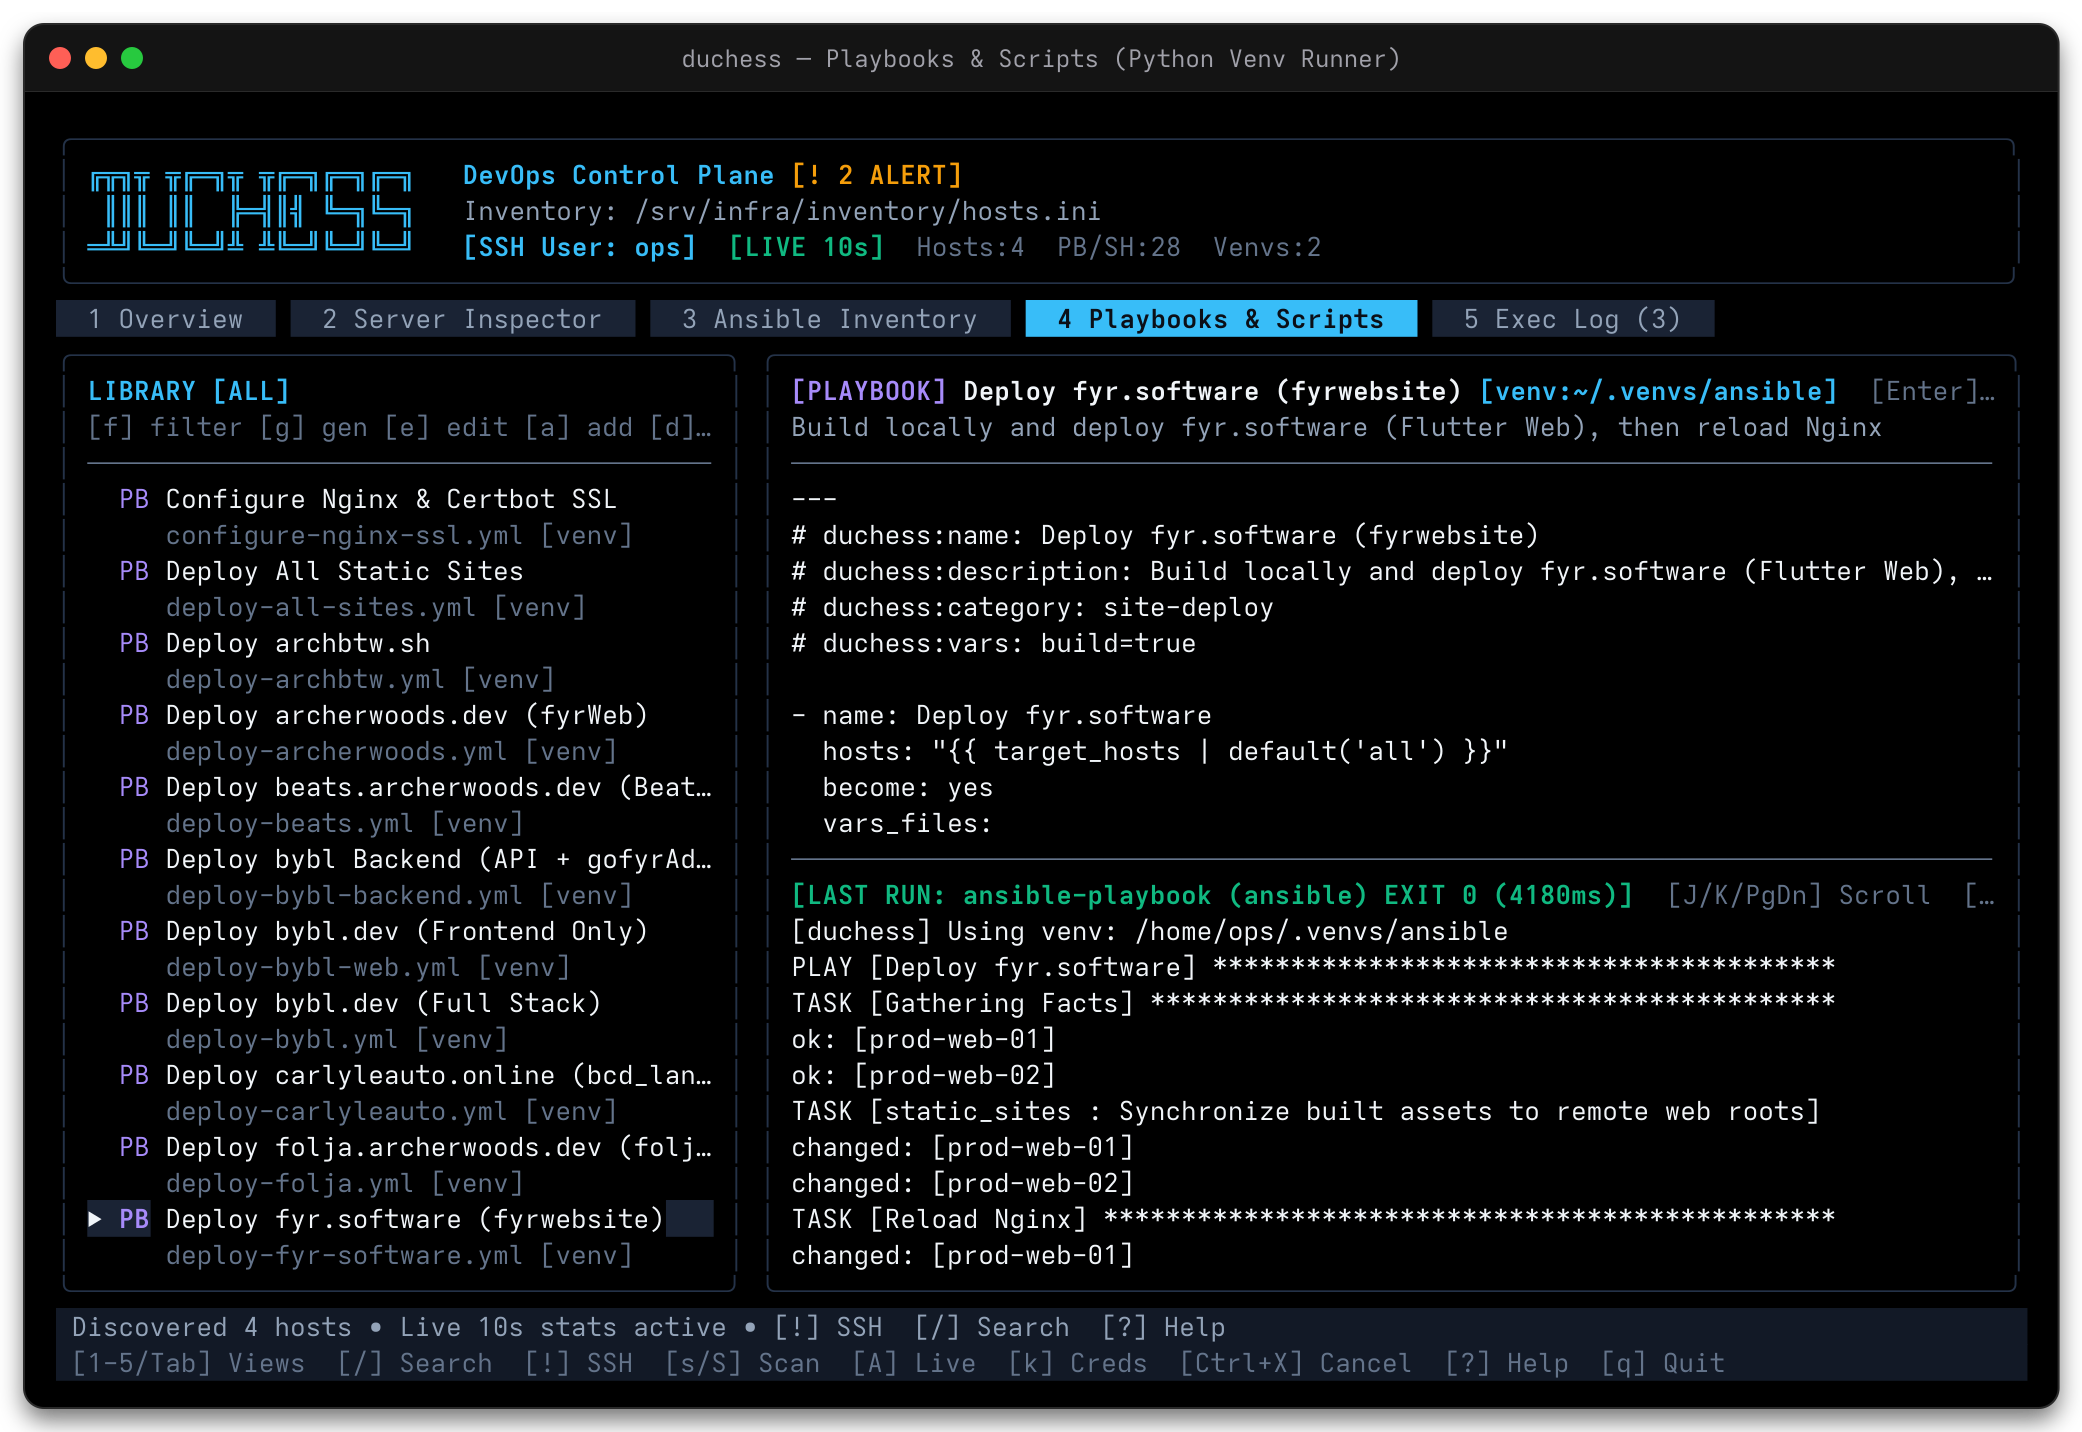 duchess — Playbooks & Scripts (Python Venv Runner)
DevOps Control Plane [! 2 ALERT]
Inventory: /srv/infra/inventory/hosts.ini
[SSH User: ops]  [LIVE 10s]  Hosts:4  PB/SH:28  Venvs:2
1 Overview  2 Server Inspector  3 Ansible Inventory  4 Playbooks & Scripts  5 Exec Log (3)
LIBRARY [ALL]
[f] filter [g] gen [e] edit [a] add [d]…
PB Configure Nginx & Certbot SSL
configure-nginx-ssl.yml [venv]
PB Deploy All Static Sites
deploy-all-sites.yml [venv]
PB Deploy archbtw.sh
deploy-archbtw.yml [venv]
PB Deploy archerwoods.dev (fyrWeb)
deploy-archerwoods.yml [venv]
PB Deploy beats.archerwoods.dev (Beat…
deploy-beats.yml [venv]
PB Deploy bybl Backend (API + gofyrAd…
deploy-bybl-backend.yml [venv]
PB Deploy bybl.dev (Frontend Only)
deploy-bybl-web.yml [venv]
PB Deploy bybl.dev (Full Stack)
deploy-bybl.yml [venv]
PB Deploy carlyleauto.online (bcd_lan…
deploy-carlyleauto.yml [venv]
PB Deploy folja.archerwoods.dev (folj…
deploy-folja.yml [venv]
▶ PB Deploy fyr.software (fyrwebsite)
deploy-fyr-software.yml [venv]
[PLAYBOOK] Deploy fyr.software (fyrwebsite) [venv:~/.venvs/ansible]  [Enter]…
Build locally and deploy fyr.software (Flutter Web), then reload Nginx
---
# duchess:name: Deploy fyr.software (fyrwebsite)
# duchess:description: Build locally and deploy fyr.software (Flutter Web), …
# duchess:category: site-deploy
# duchess:vars: build=true
- name: Deploy fyr.software
hosts: "{{ target_hosts | default('all') }}"
become: yes
vars_files:
[LAST RUN: ansible-playbook (ansible) EXIT 0 (4180ms)]  [J/K/PgDn] Scroll  […
[duchess] Using venv: /home/ops/.venvs/ansible
PLAY [Deploy fyr.software] ****************************************
TASK [Gathering Facts] ********************************************
ok: [prod-web-01]
ok: [prod-web-02]
TASK [static_sites : Synchronize built assets to remote web roots]
changed: [prod-web-01]
changed: [prod-web-02]
TASK [Reload Nginx] ***********************************************
changed: [prod-web-01]
Discovered 4 hosts • Live 10s stats active • [!] SSH  [/] Search  [?] Help
[1-5/Tab] Views  [/] Search  [!] SSH  [s/S] Scan  [A] Live  [k] Creds  [Ctrl+X] Cancel  [?] Help  [q] Quit